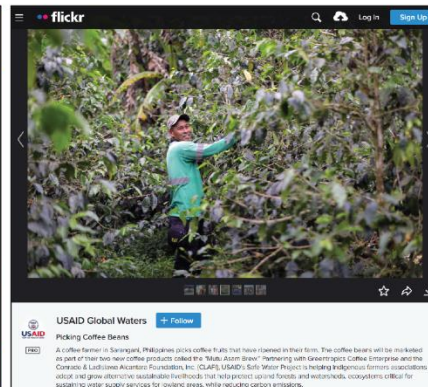 flickr
Log In
Sign Up
USAID
USAID Global Waters
+ Follow
PRO
Picking Coffee Beans
A coffee farmer in Sarangani, Philippines picks coffee fruits that have ripened in their farm. The coffee beans will be marketed
as part of their two new coffee products called the "Mutu Asam Brew." Partnering with Greentropics Coffee Enterprise and the
Conrado & Ladislawa Alcantara Foundation, Inc. (CLAFI), USAID's Safe Water Project is helping Indigenous farmers associations
adopt and grow alternative sustainable livelihoods that help protect upland forests and watersheds, ecosystems critical for
sustaining water supply services for lowland areas, while reducing carbon emissions.